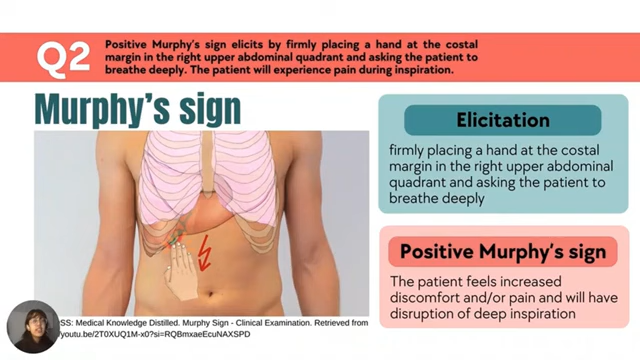 Q2
Positive Murphy's sign elicits by firmly placing a hand at the costal
margin in the right upper abdominal quadrant and asking the patient to
breathe deeply. The patient will experience pain during inspiration.
Murphy's sign
Elicitation
firmly placing a hand at the costal
margin in the right upper abdominal
quadrant and asking the patient to
breathe deeply
Positive Murphy's sign
The patient feels increased
discomfort and/or pain and will have
disruption of deep inspiration
SS: Medical Knowledge Distilled. Murphy Sign - Clinical Examination. Retrieved from
youtu.be/2T0XUQ1M-x0?si=RQBmxaeEcuNAXSPD